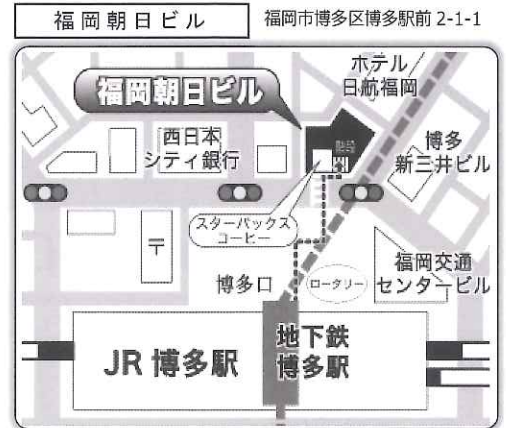 福岡朝日ビル
福岡市博多区博多駅前 2-1-1
ホテル
日航福岡
福岡朝日ビル
西日本
シティ銀行
階段
博多
新三井ビル
スターバックス
コーヒー
〒
博多口
ロータリー
福岡交通
センタービル
JR 博多駅
地下鉄
博多駅